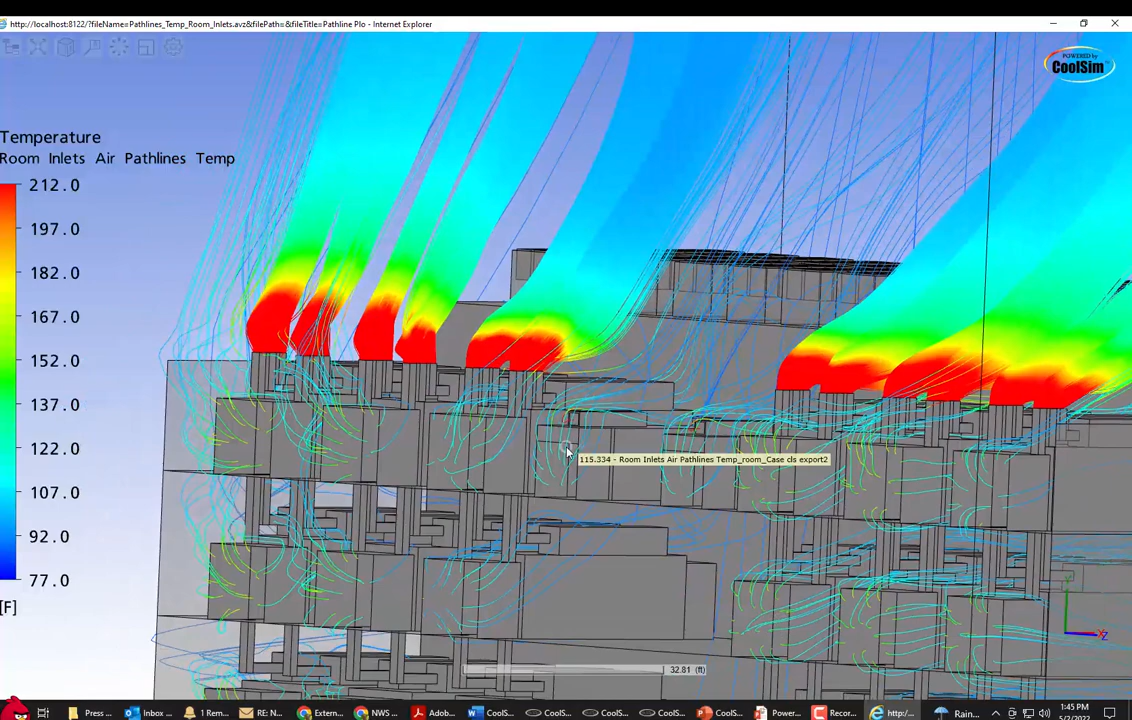 http://localhost:8122/?fileName=Pathlines_Temp_Room_Inlets.avz&filePath=&fileTitle=Pathline Plo - Internet Explorer
POWERED by
CoolSim
Temperature
Room Inlets Air Pathlines Temp
212.0
197.0
182.0
167.0
152.0
137.0
122.0
107.0
92.0
77.0
[F]
115.334 - Room Inlets Air Pathlines Temp_room_Case cls export2
Y
Z
32.81 (ft)
Press ...
Inbox ...
1 Rem...
RE: N...
Extern...
NWS ...
Adob...
CoolS...
CoolS...
CoolS...
CoolS...
CoolS...
Power...
Recor...
http:/...
Rain...
1:45 PM
5/2/2022